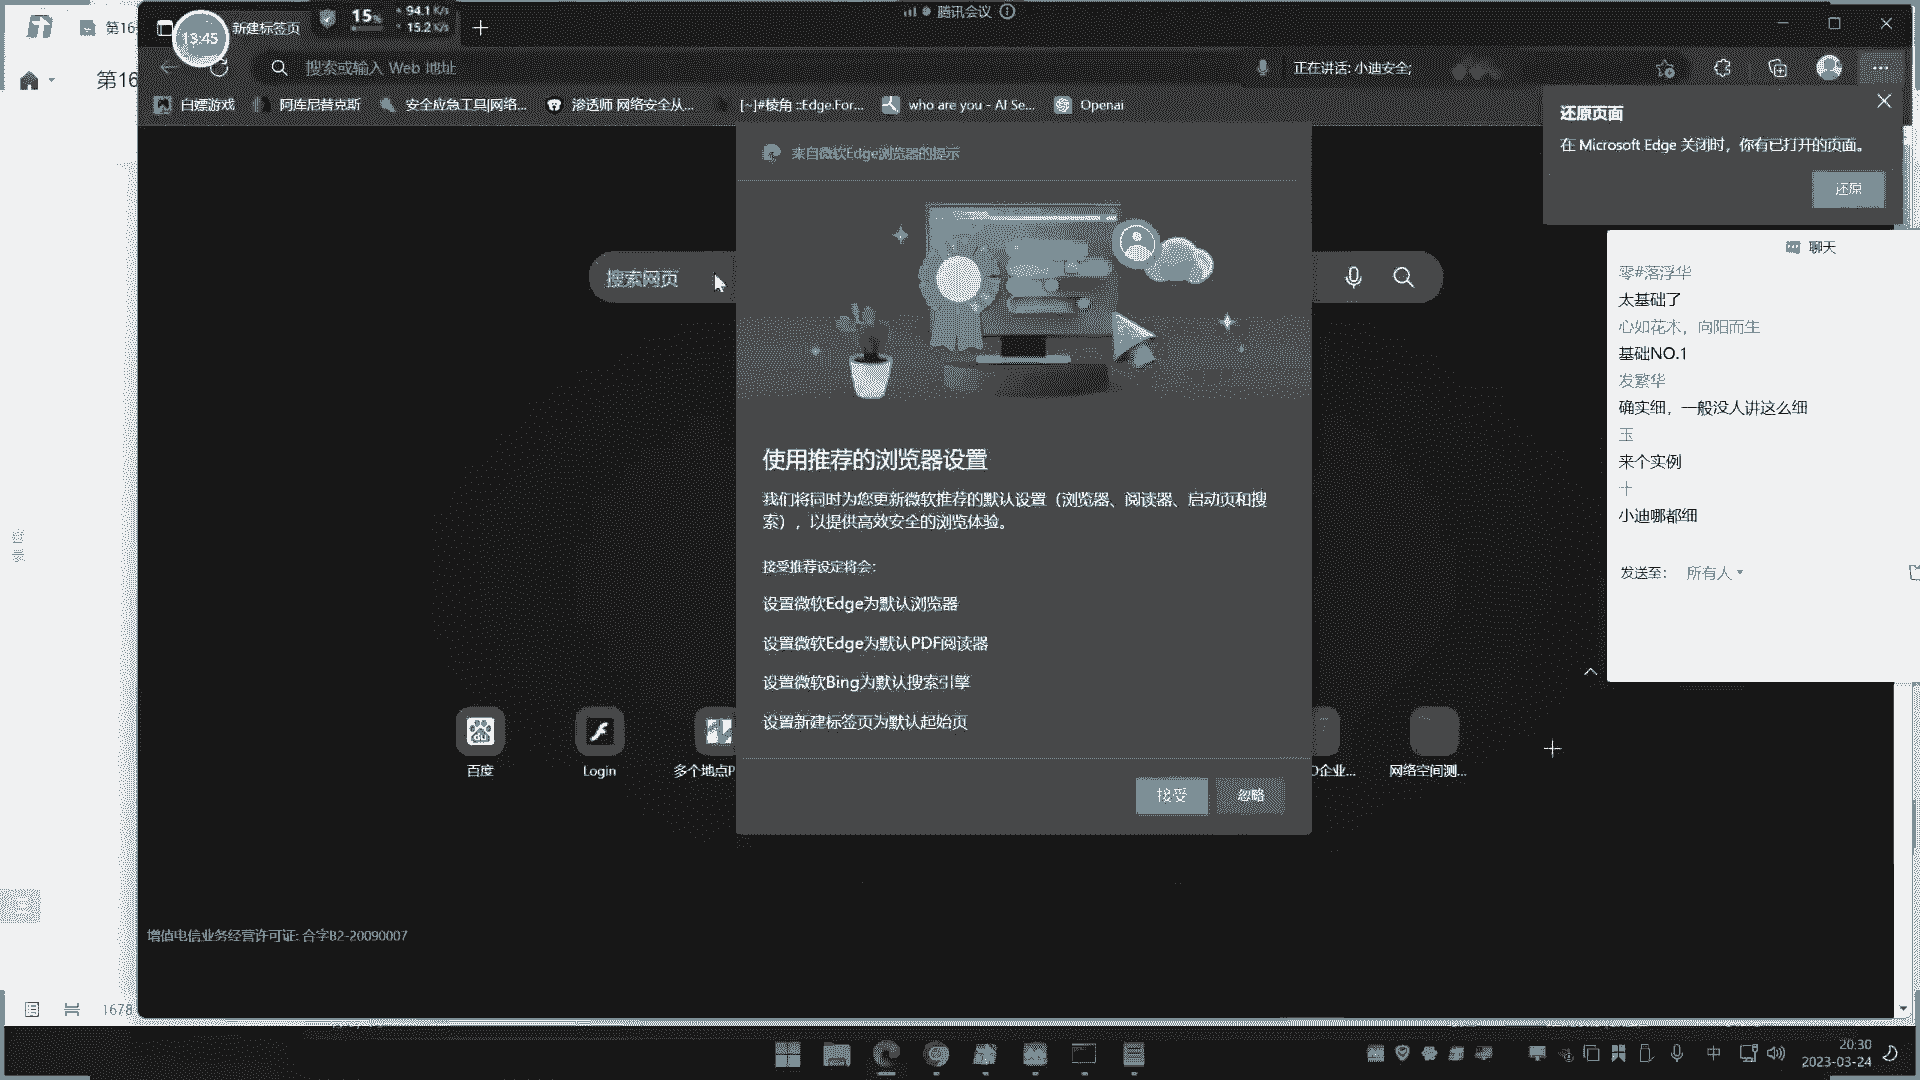 第16
13:45
新建标签页
15%
94.1 K/s
15.2 K/s
腾讯会议
第16
搜索或输入 Web 地址
正在讲话: 小迪安全;
白嫖游戏
阿库尼普克斯
安全应急工具|网络...
渗透师 网络安全从...
[~]#棱角 ::Edge.For...
who are you - AI Se...
Openai
来自微软Edge浏览器的提示
还原页面
在 Microsoft Edge 关闭时，你有已打开的页面。
还原
搜索网页
聊天
零#落浮华
太基础了
心如花木，向阳而生
基础NO.1
发繁华
确实细，一般没人讲这么细
玉
来个实例
十
小迪哪都细
发送至：
所有人
使用推荐的浏览器设置
我们将同时为您更新微软推荐的默认设置（浏览器、阅读器、启动页和搜
索），以提供高效安全的浏览体验。
接受推荐设定将会:
设置微软Edge为默认浏览器
设置微软Edge为默认PDF阅读器
设置微软Bing为默认搜索引擎
设置新建标签页为默认起始页
接受
忽略
百度
Login
多个地点P
企业...
网络空间测...
增值电信业务经营许可证: 合字B2-20090007
1678
中
20:30
2023-03-24